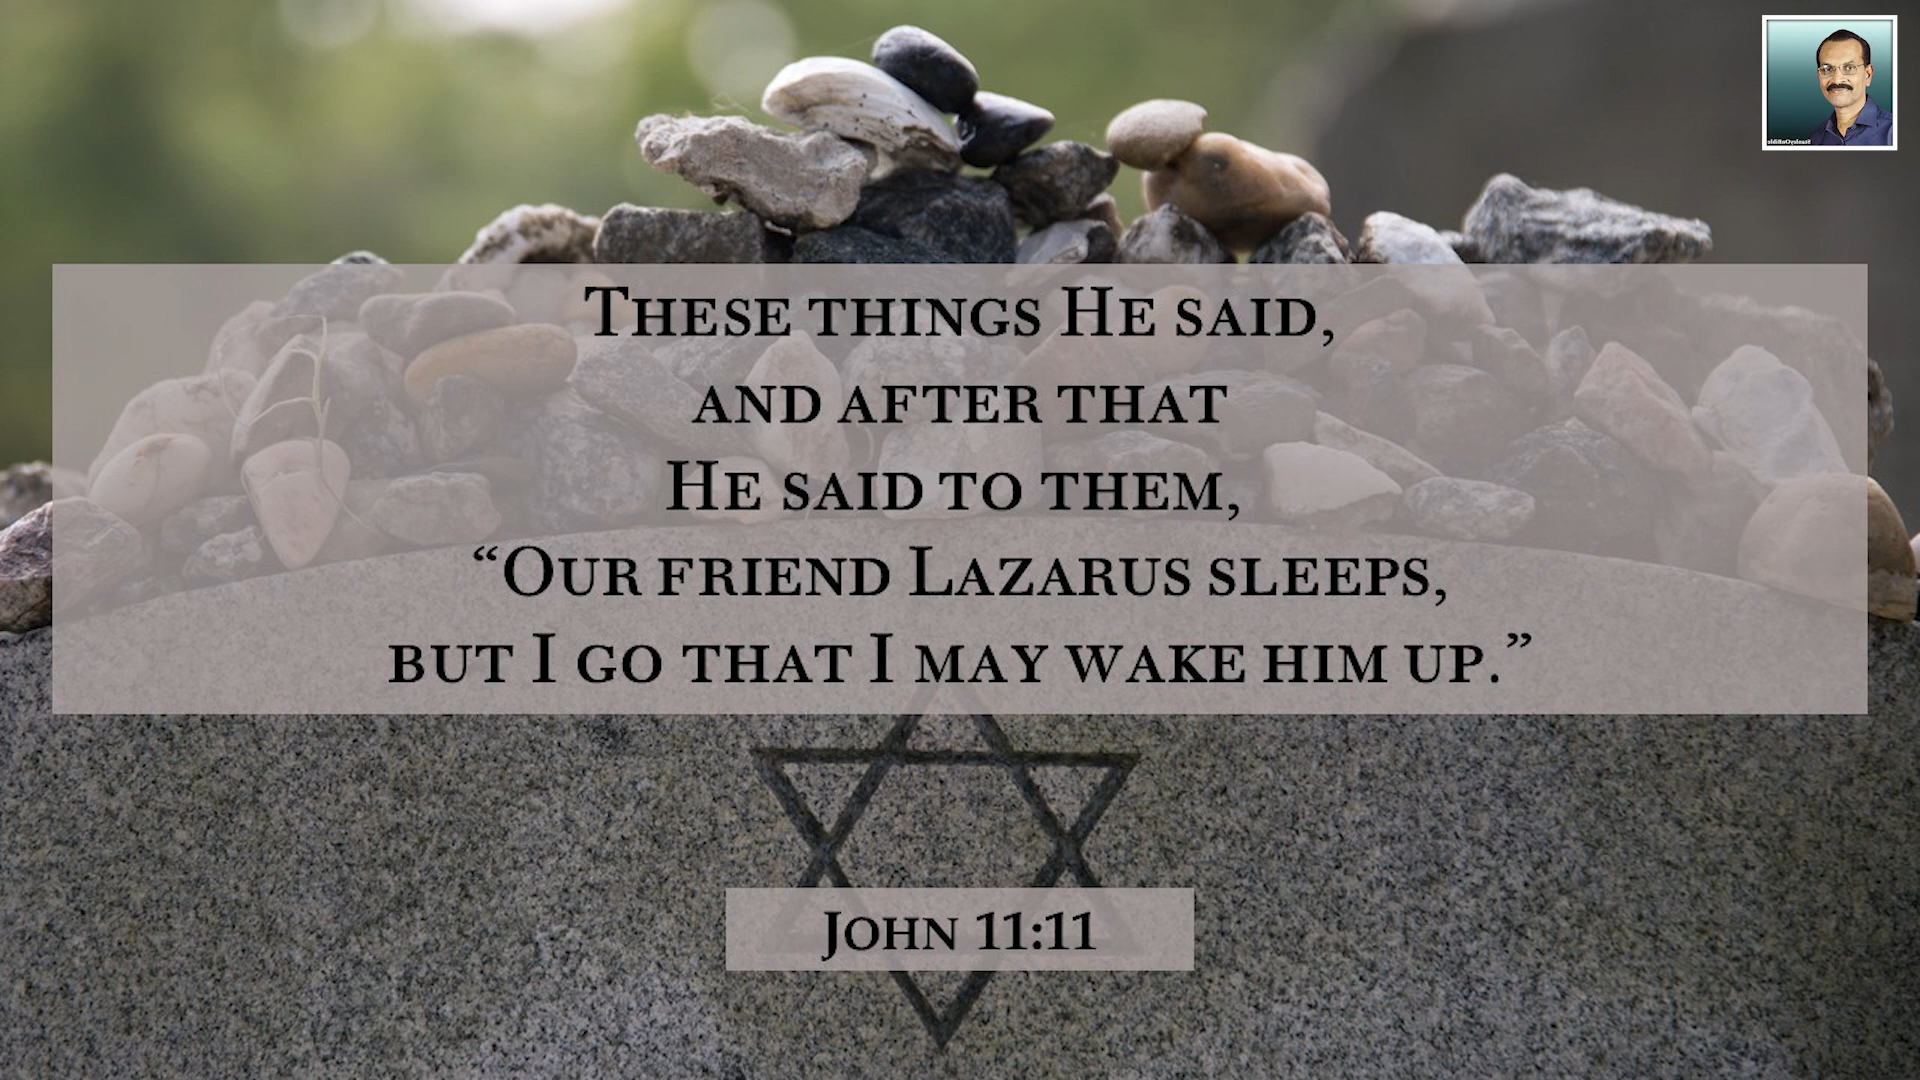 These things He said,
and after that
He said to them,
“Our friend Lazarus sleeps,
but I go that I may wake him up.”
John 11:11
StanleyOnBible